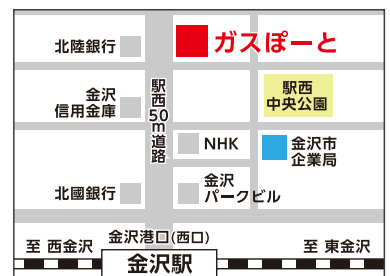 北陸銀行
ガスぽーと
金沢
信用金庫
駅西50m道路
駅西
中央公園
NHK
金沢市
企業局
北國銀行
金沢
パークビル
金沢港口(西口)
至 西金沢
至 東金沢
金沢駅